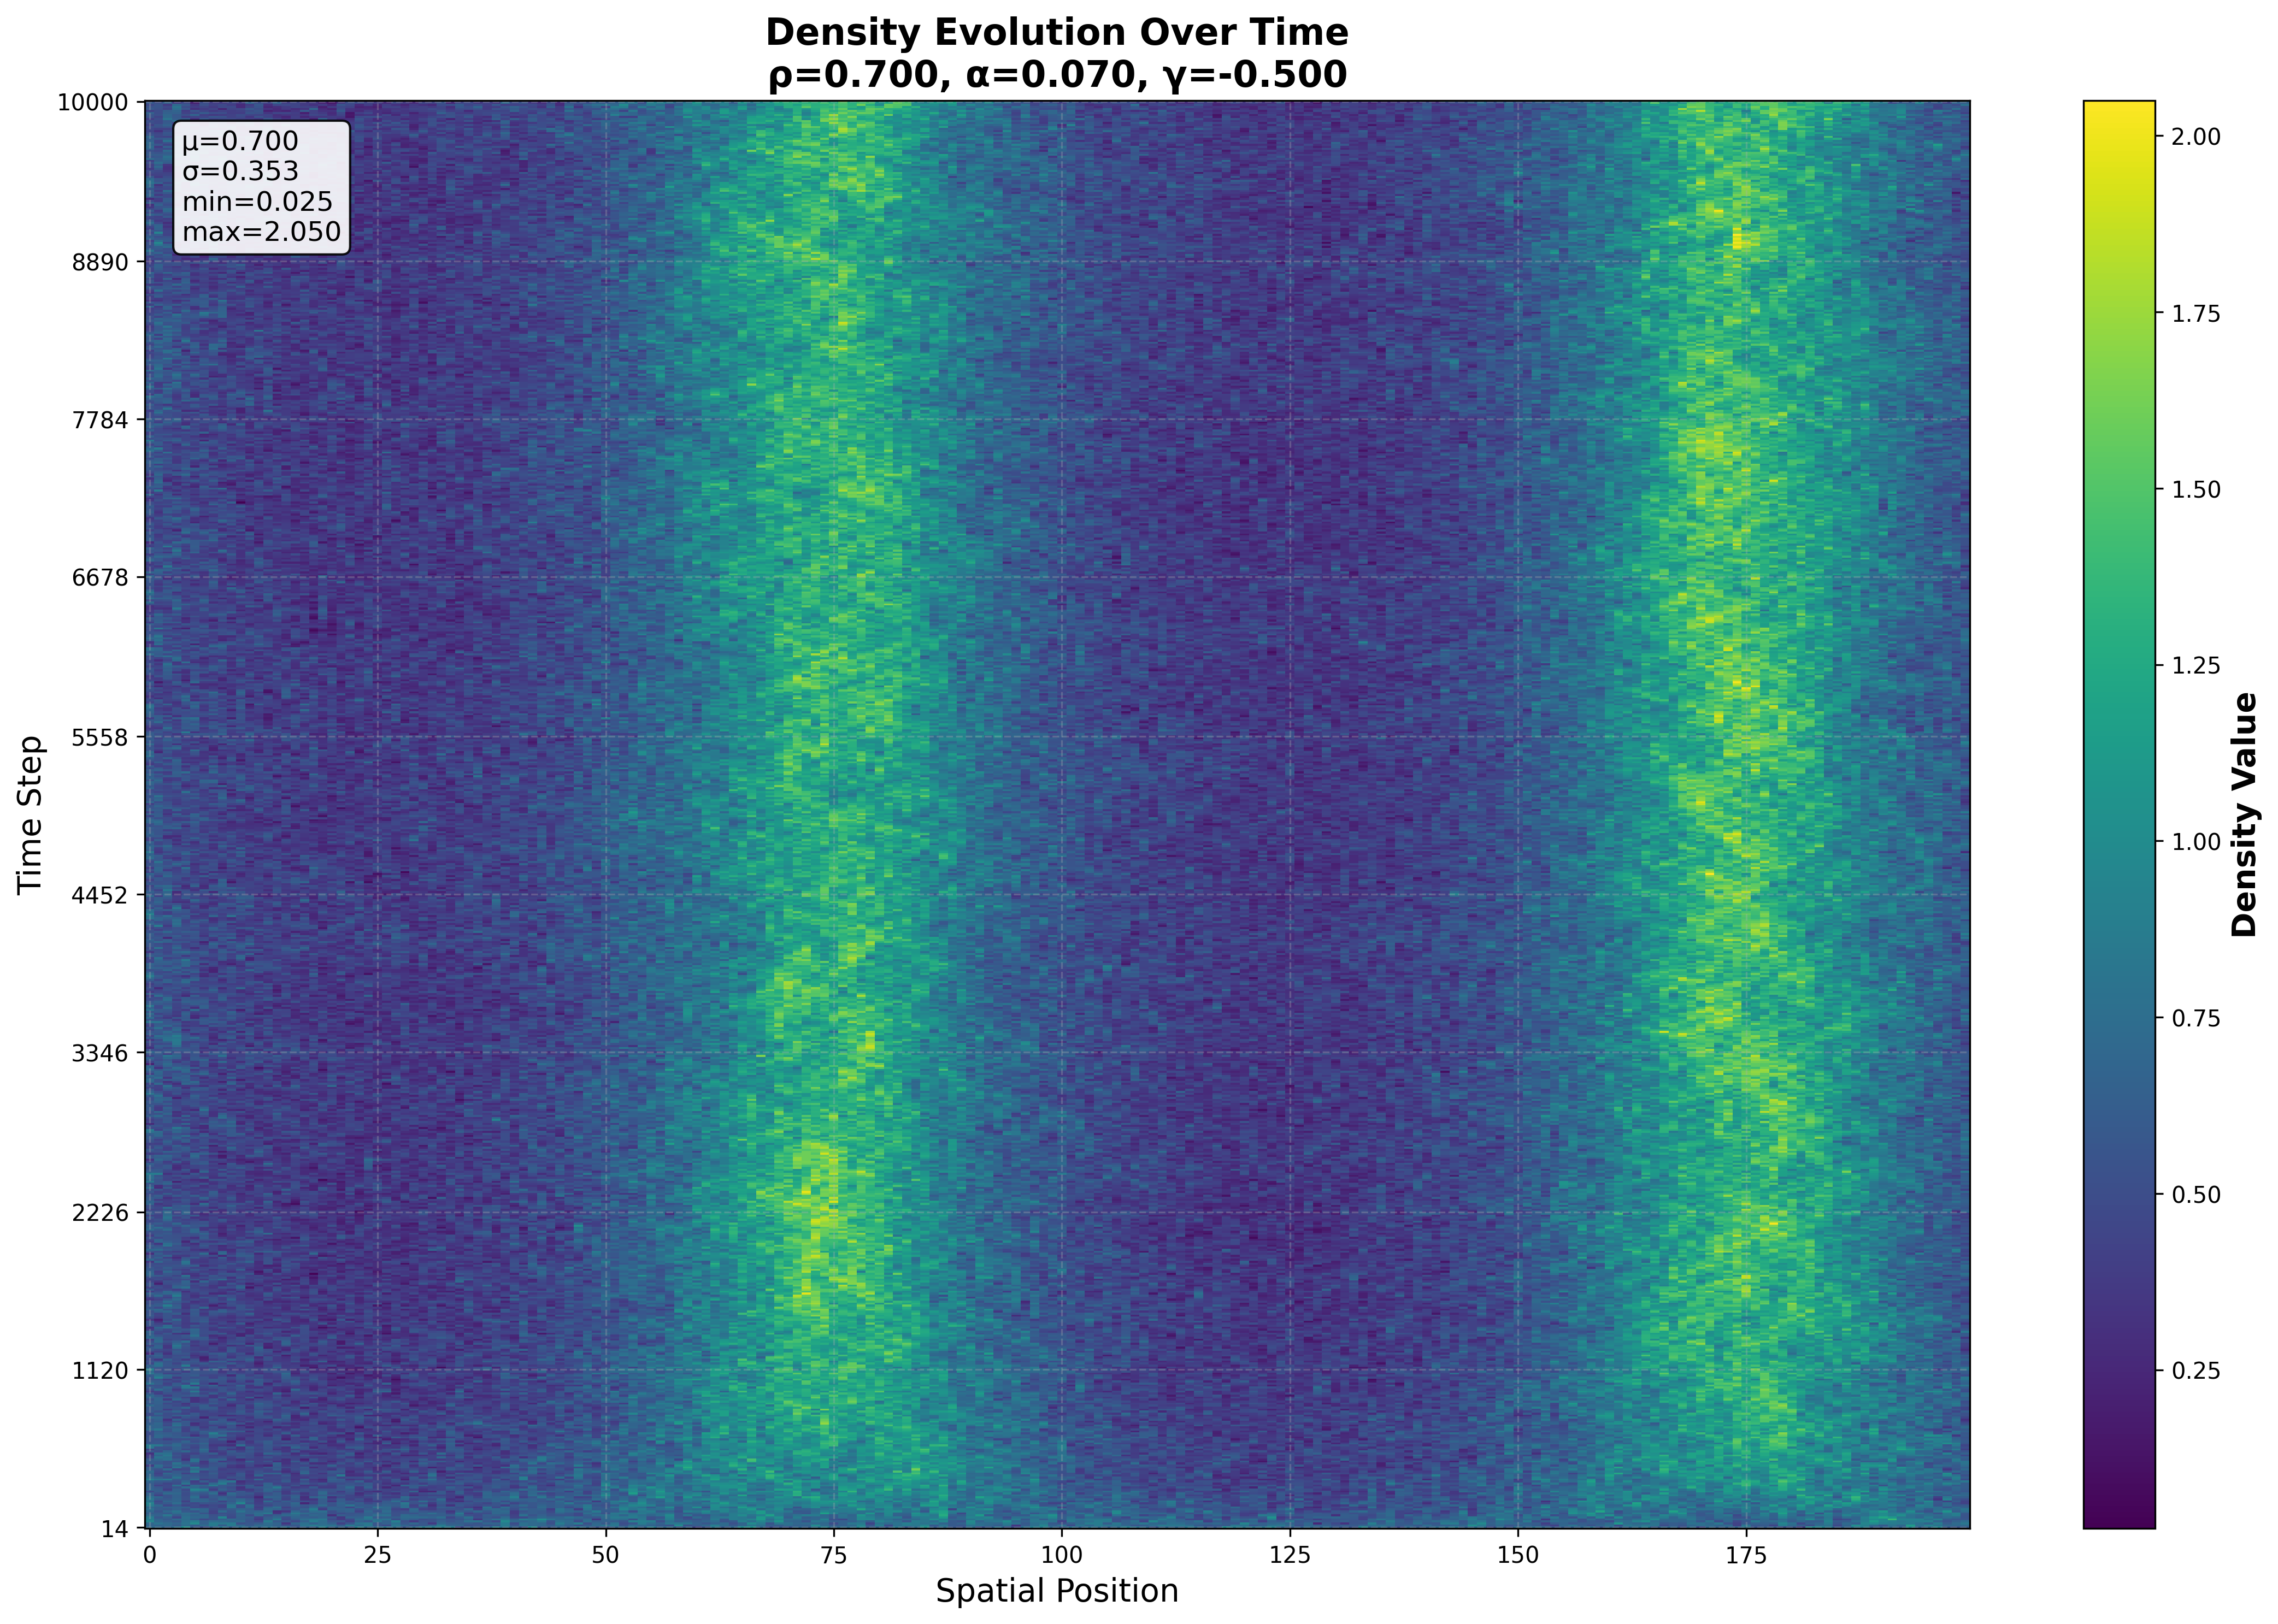 Density Evolution Over Time
ρ=0.700, α=0.070, γ=-0.500
μ=0.700
σ=0.353
min=0.025
max=2.050
Time Step
10000
8890
7784
6678
5558
4452
3346
2226
1120
14
0 25 50 75 100 125 150 175
Spatial Position
2.00
1.75
1.50
1.25
1.00
0.75
0.50
0.25
Density Value